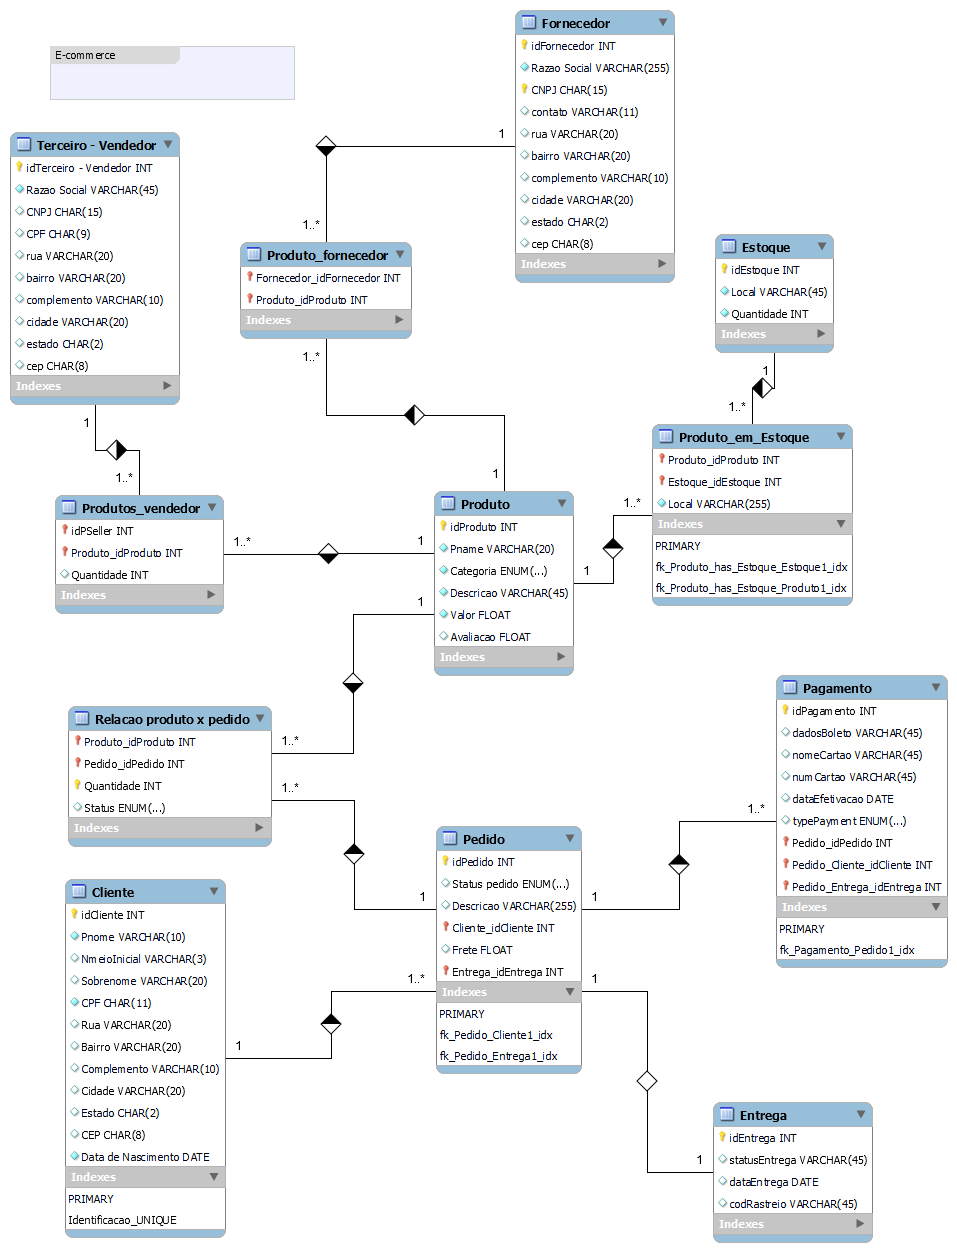 E-commerce
Fornecedor
idFornecedor INT
Razao Social VARCHAR(255)
CNPJ CHAR(15)
contato VARCHAR(11)
rua VARCHAR(20)
bairro VARCHAR(20)
complemento VARCHAR(10)
cidade VARCHAR(20)
estado CHAR(2)
cep CHAR(8)
Indexes
1
1..*
Terceiro - Vendedor
idTerceiro - Vendedor INT
Razao Social VARCHAR(45)
CNPJ CHAR(15)
CPF CHAR(9)
rua VARCHAR(20)
bairro VARCHAR(20)
complemento VARCHAR(10)
cidade VARCHAR(20)
estado CHAR(2)
cep CHAR(8)
Indexes
1
1..*
Produto_fornecedor
Fornecedor_idFornecedor INT
Produto_idProduto INT
Indexes
1..*
1
Estoque
idEstoque INT
Local VARCHAR(45)
Quantidade INT
Indexes
1
1..*
Produto_em_Estoque
Produto_idProduto INT
Estoque_idEstoque INT
Local VARCHAR(255)
Indexes
PRIMARY
fk_Produto_has_Estoque_Estoque1_idx
fk_Produto_has_Estoque_Produto1_idx
1..*
1
Produtos_vendedor
idPSeller INT
Produto_idProduto INT
Quantidade INT
Indexes
1..*
1
Produto
idProduto INT
Pname VARCHAR(20)
Categoria ENUM(...)
Descricao VARCHAR(45)
Valor FLOAT
Avaliacao FLOAT
Indexes
1
1..*
Relacao produto x pedido
Produto_idProduto INT
Pedido_idPedido INT
Quantidade INT
Status ENUM(...)
Indexes
1..*
1
Pagamento
idPagamento INT
dadosBoleto VARCHAR(45)
nomeCartao VARCHAR(45)
numCartao VARCHAR(45)
dataEfetivacao DATE
typePayment ENUM(...)
Pedido_idPedido INT
Pedido_Cliente_idCliente INT
Pedido_Entrega_idEntrega INT
Indexes
PRIMARY
fk_Pagamento_Pedido1_idx
1..*
1
Pedido
idPedido INT
Status pedido ENUM(...)
Descricao VARCHAR(255)
Cliente_idCliente INT
Frete FLOAT
Entrega_idEntrega INT
Indexes
PRIMARY
fk_Pedido_Cliente1_idx
fk_Pedido_Entrega1_idx
1..*
1
Cliente
idCliente INT
Pnome VARCHAR(10)
NmeioInicial VARCHAR(3)
Sobrenome VARCHAR(20)
CPF CHAR(11)
Rua VARCHAR(20)
Bairro VARCHAR(20)
Complemento VARCHAR(10)
Cidade VARCHAR(20)
Estado CHAR(2)
CEP CHAR(8)
Data de Nascimento DATE
Indexes
PRIMARY
Identificacao_UNIQUE
1
1
Entrega
idEntrega INT
statusEntrega VARCHAR(45)
dataEntrega DATE
codRastreio VARCHAR(45)
Indexes